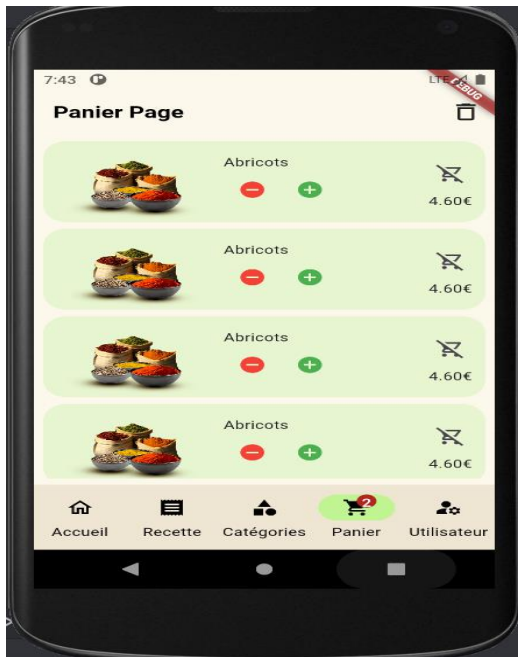 7:43 LTE
DEBUG
Panier Page
Abricots
4.60€
Abricots
4.60€
Abricots
4.60€
Abricots
4.60€
2
Accueil Recette Catégories Panier Utilisateur